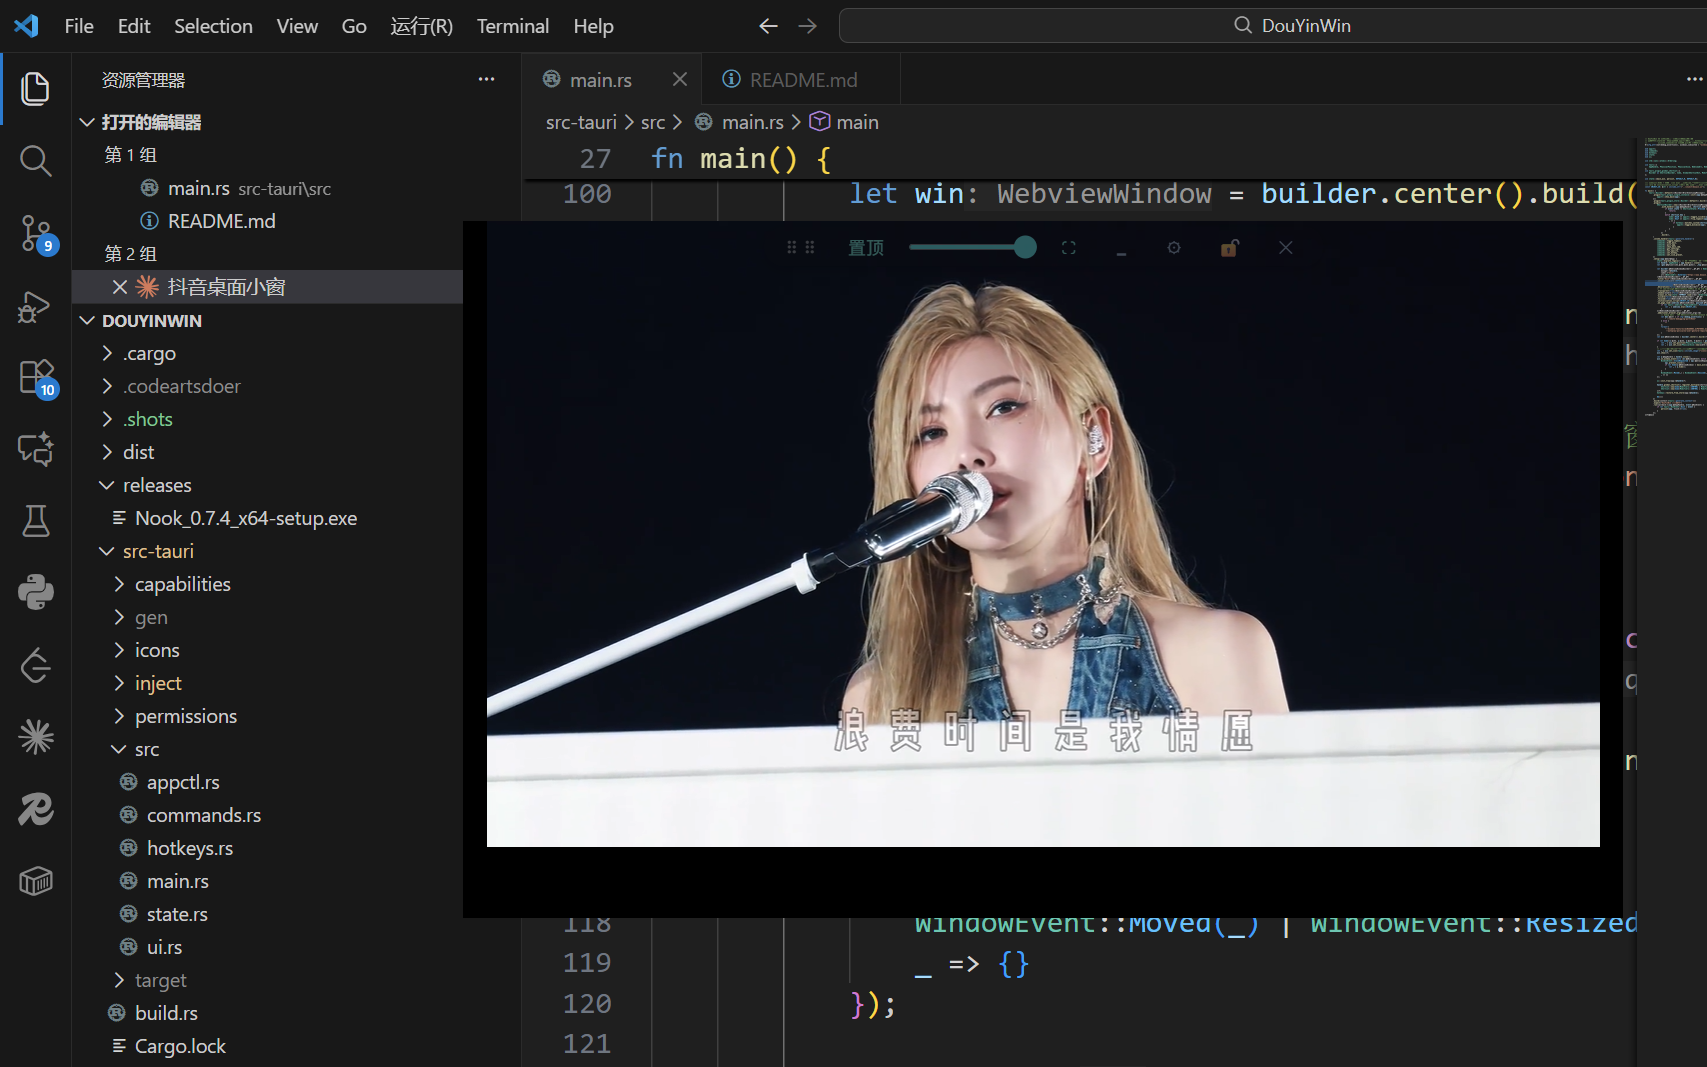 File Edit Selection View Go 运行(R) Terminal Help
DouYinWin
资源管理器
打开的编辑器
第 1 组
main.rs src-tauri\src
README.md
第 2 组
抖音桌面小窗
DOUYINWIN
.cargo
.codeartsdoer
.shots
dist
releases
Nook_0.7.4_x64-setup.exe
src-tauri
capabilities
gen
icons
inject
permissions
src
appctl.rs
commands.rs
hotkeys.rs
main.rs
state.rs
ui.rs
target
build.rs
Cargo.lock
9
10
main.rs
README.md
src-tauri > src > main.rs > main
27 fn main() {
100 let win: WebviewWindow = builder.center().build(
置顶
浪费时间是我情愿
118 WindowEvent::Moved(_) | WindowEvent::Resized
119 _ => {}
120 });
121